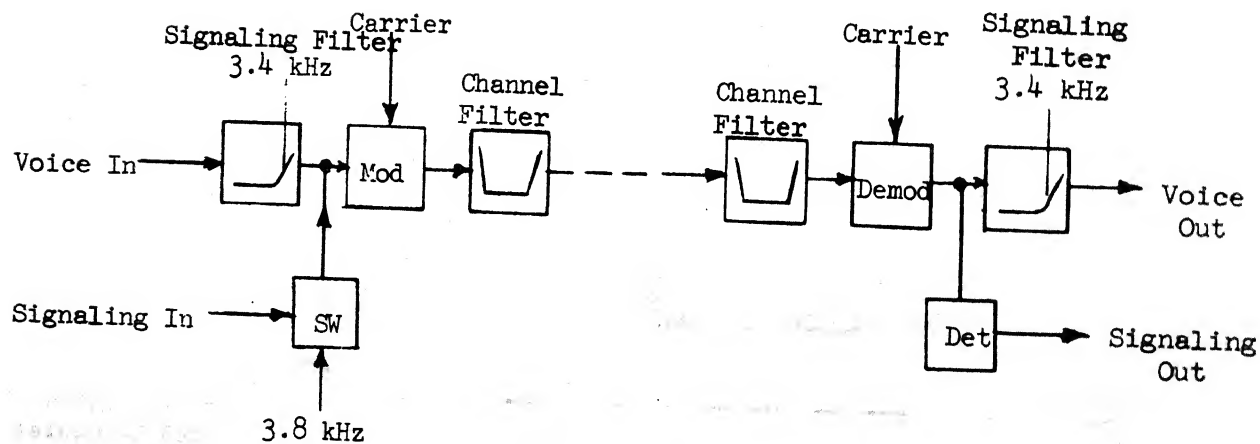 Carrier
Signaling Filter
3.4 kHz
Channel
Filter
Voice In
Mod
Signaling In
SW
3.8 kHz
Carrier
Signaling
Filter
3.4 kHz
Channel
Filter
Demod
Voice
Out
Det
Signaling
Out